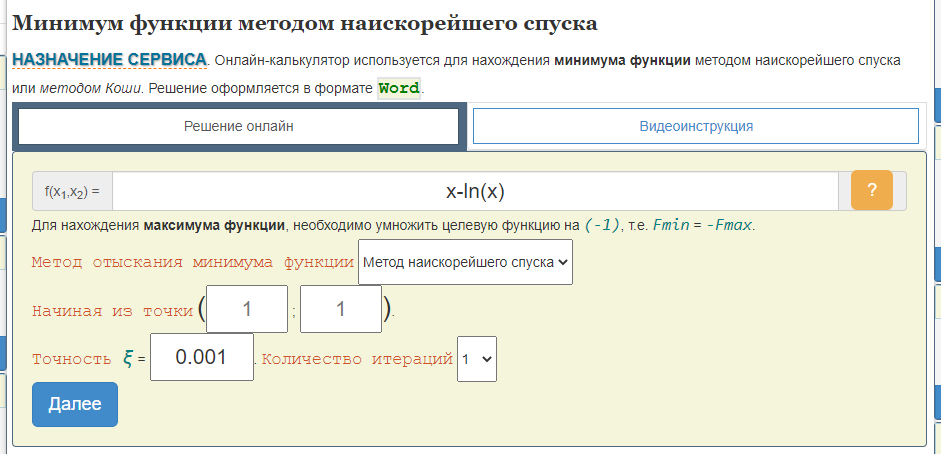 Минимум функции методом наискорейшего спуска
НАЗНАЧЕНИЕ СЕРВИСА. Онлайн-калькулятор используется для нахождения минимума функции методом наискорейшего спуска
или методом Коши. Решение оформляется в формате Word.
Решение онлайн Видеоинструкция
f(x₁,x₂) = x-ln(x) ?
Для нахождения максимума функции, необходимо умножить целевую функцию на (-1), т.е. Fmin = -Fmax.
Метод отыскания минимума функции Метод наискорейшего спуска
Начиная из точки ( 1 ; 1 ).
Точность ξ = 0.001 . Количество итераций 1
Далее